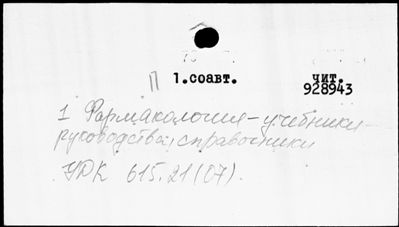 П 1.соавт. чит.
928943
1 Фармакология - учебники -
руководства, справочники
УДК 615.21(07).